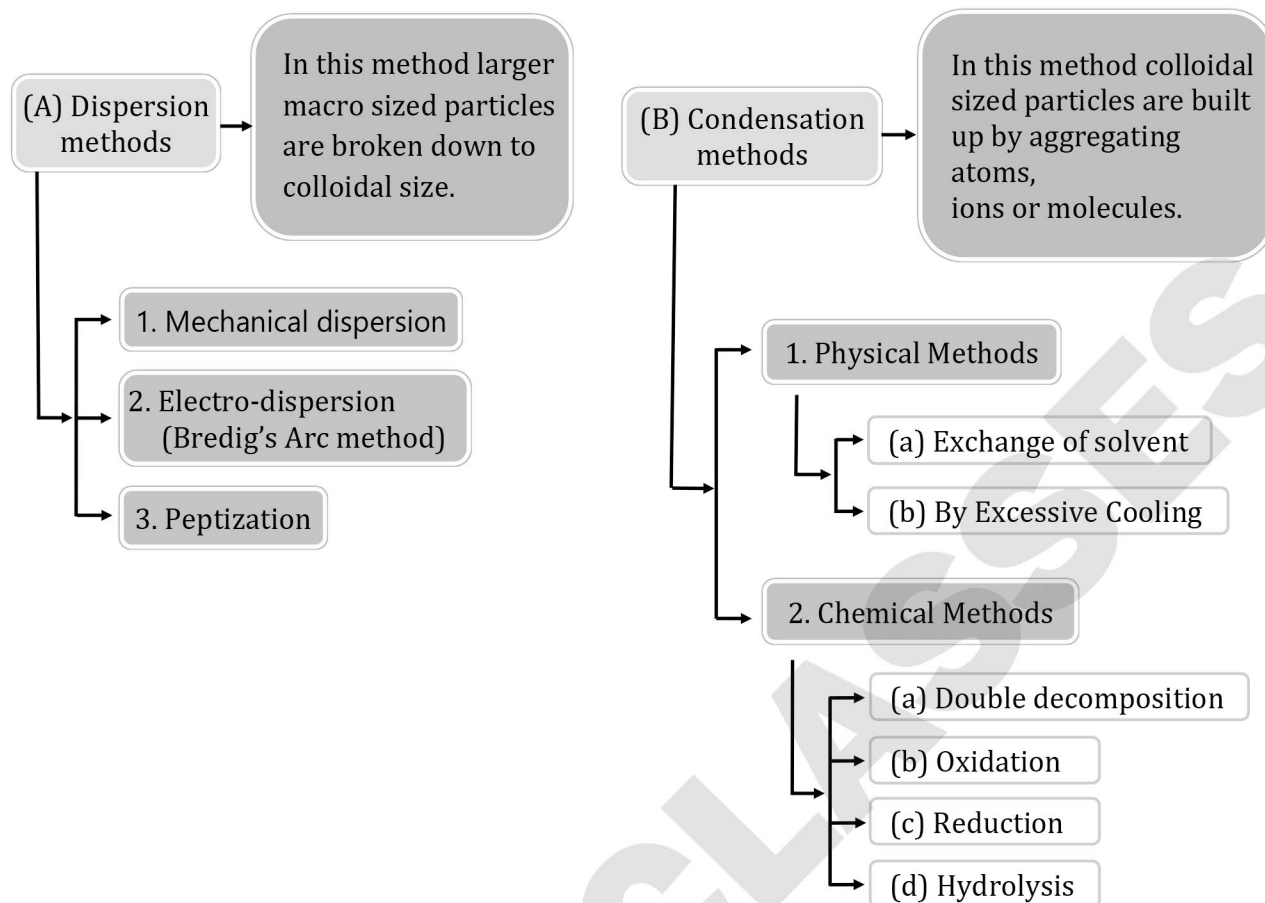 (A) Dispersion
methods
In this method larger
macro sized particles
are broken down to
colloidal size.
1. Mechanical dispersion
2. Electro-dispersion
(Bredig's Arc method)
3. Peptization
(B) Condensation
methods
In this method colloidal
sized particles are built
up by aggregating
atoms,
ions or molecules.
1. Physical Methods
(a) Exchange of solvent
(b) By Excessive Cooling
2. Chemical Methods
(a) Double decomposition
(b) Oxidation
(c) Reduction
(d) Hydrolysis
CLASSES